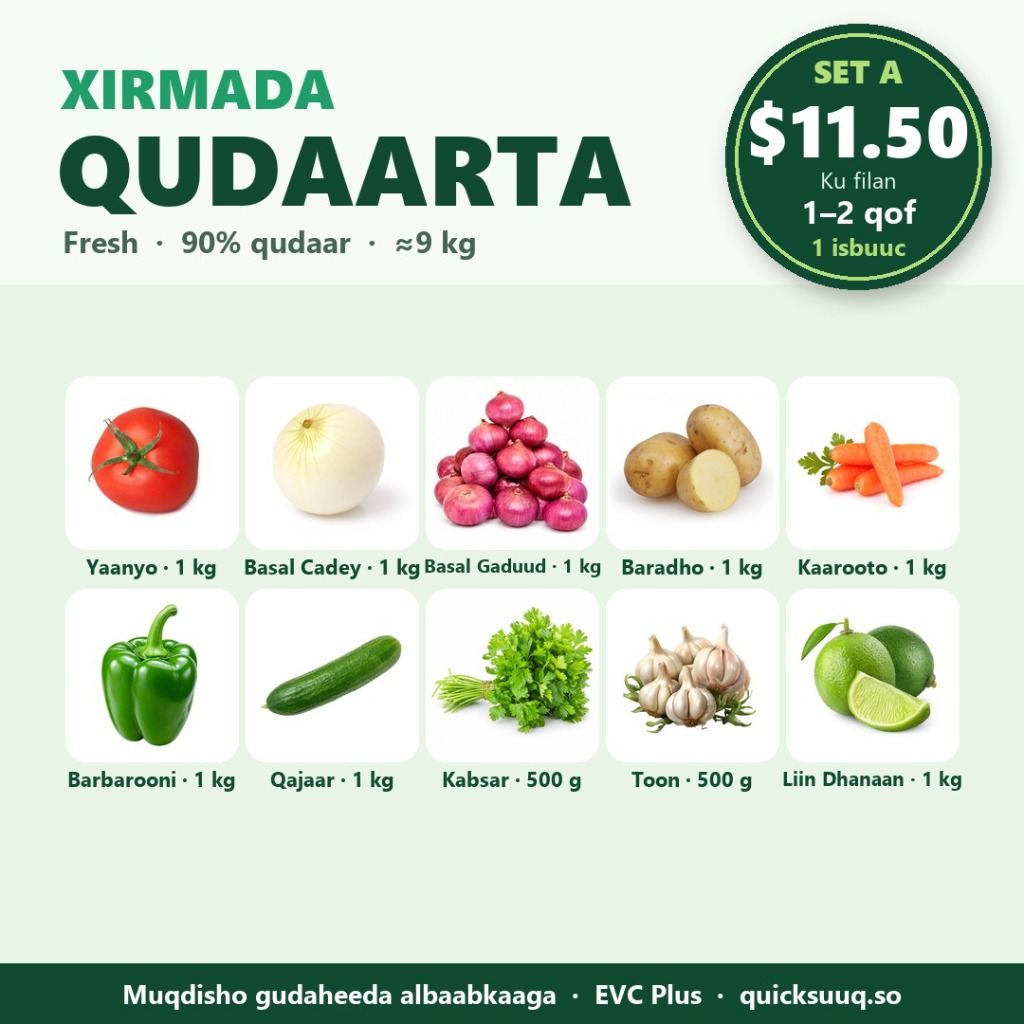 XIRMADA
QUDAARTA
Fresh · 90% qudaar · ≈9 kg
SET A
$11.50
Ku filan
1–2 qof
1 isbuuc
Yaanyo · 1 kg
Basal Cadey · 1 kg
Basal Gaduud · 1 kg
Baradho · 1 kg
Kaarooto · 1 kg
Barbarooni · 1 kg
Qajaar · 1 kg
Kabsar · 500 g
Toon · 500 g
Liin Dhanaan · 1 kg
Muqdisho gudaheeda albaabkaaga · EVC Plus · quicksuuq.so